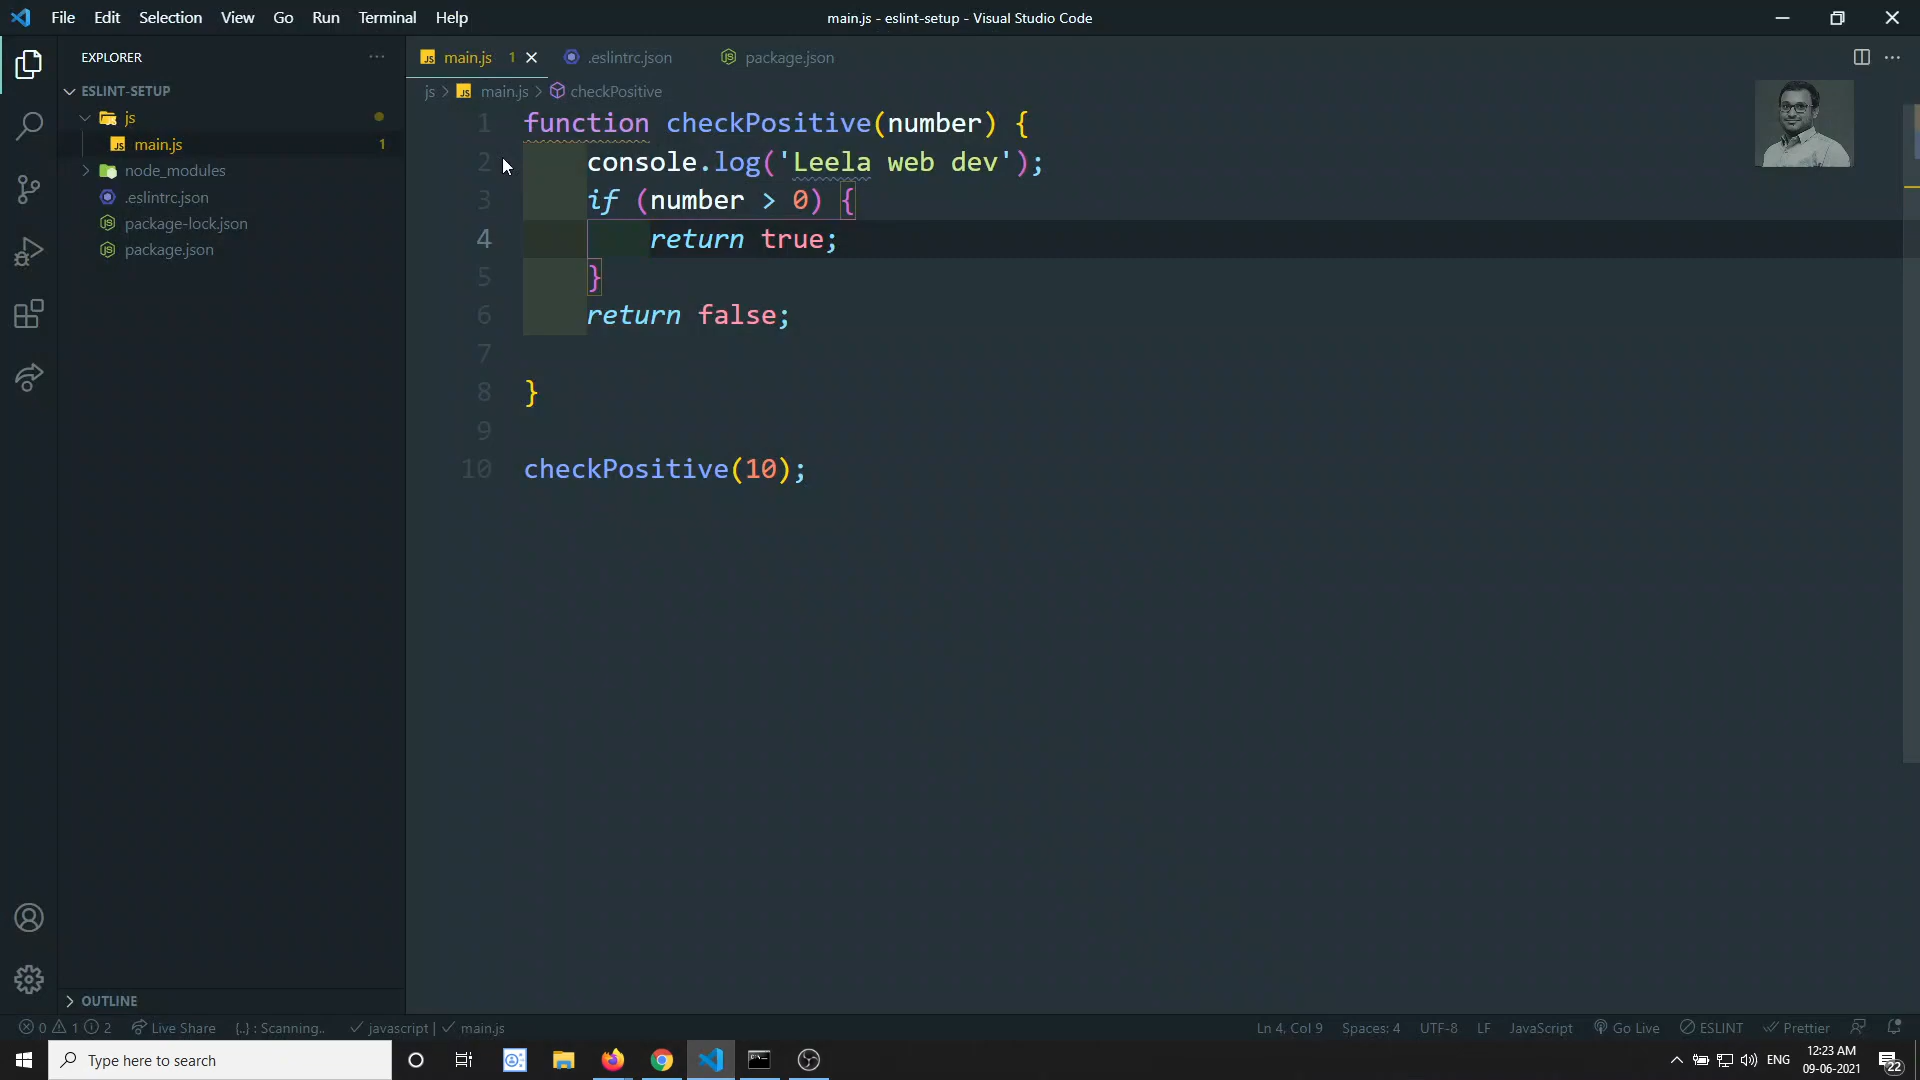 File Edit Selection View Go Run Terminal Help
main.js - eslint-setup - Visual Studio Code
EXPLORER
ESLINT-SETUP
js
main.js 1
node_modules
.eslintrc.json
package-lock.json
package.json
OUTLINE
main.js 1 .eslintrc.json package.json
js > main.js > checkPositive
1 function checkPositive(number) {
2 console.log('Leela web dev');
3 if (number > 0) {
4 return true;
5 }
6 return false;
7
8 }
9
10 checkPositive(10);
0 1 2 Live Share {..} : Scanning.. javascript | main.js
Ln 4, Col 9 Spaces: 4 UTF-8 LF JavaScript Go Live ESLINT Prettier
Type here to search
ENG
12:23 AM
09-06-2021
22